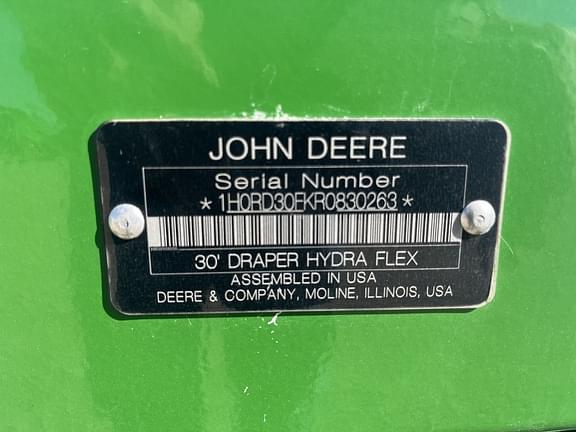 JOHN DEERE
Serial Number
*1H0RD30FKR0830263*
30' DRAPER HYDRA FLEX
ASSEMBLED IN USA
DEERE & COMPANY, MOLINE, ILLINOIS, USA